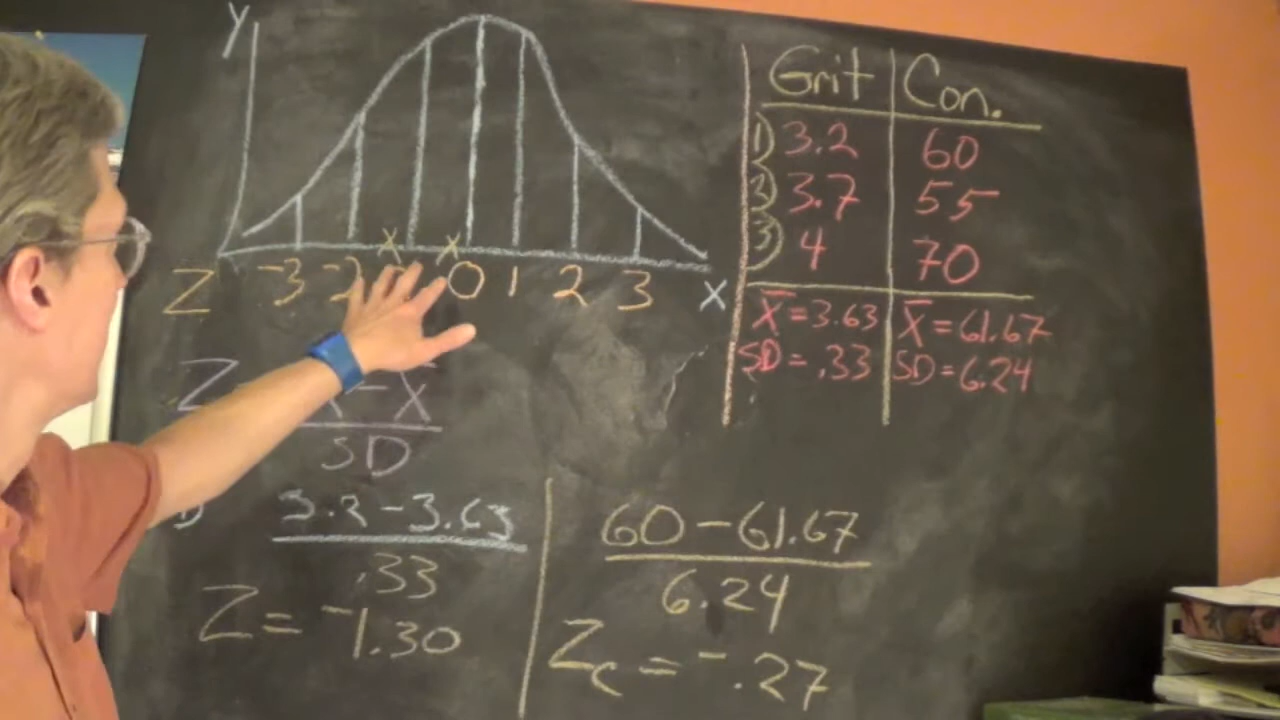 Y
Z -3 -2 0 1 2 3 X
Grit Con.
1) 3.2 60
2) 3.7 55
3) 4 70
X̄ = 3.63 X̄ = 61.67
SD = .33 SD = 6.24
Z X - X̄
SD
3.2 - 3.63
.33
Z = -1.30
60 - 61.67
6.24
Zc = -.27